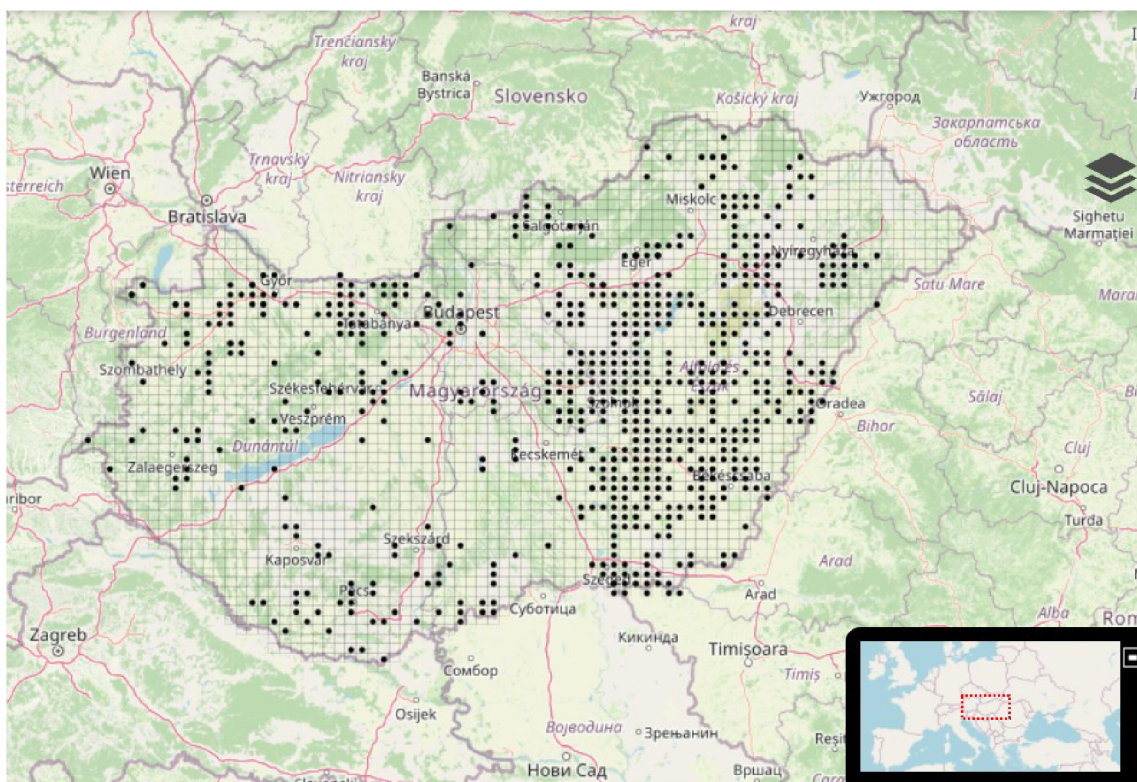 kraj
Trenčiansky
kraj
Banská
Bystrica
Slovensko
Košický kraj
Ужгород
Закарпатська
область
Trnavský
kraj
Nitriansky
kraj
Wien
Bratislava
Miskolc
Sighetu
Marmației
Salgótarján
Nyíregyháza
Eger
Győr
Satu Mare
Tatabánya
Budapest
Debrecen
Burgenland
Szombathely
Székesfehérvár
Magyarország
Veszprém
Szolnok
Oradea
Sălaj
Bihor
Dunántúl
Kecskemét
Zalaegerszeg
Békéscsaba
Cluj
Cluj-Napoca
Turda
Kaposvár
Szekszárd
Arad
Szeged
Pécs
Суботица
Arad
Alba
Zagreb
Кикинда
Timișoara
Сомбор
Timiș
Osijek
Војводина
Зрењанин
Нови Сад
Вршац